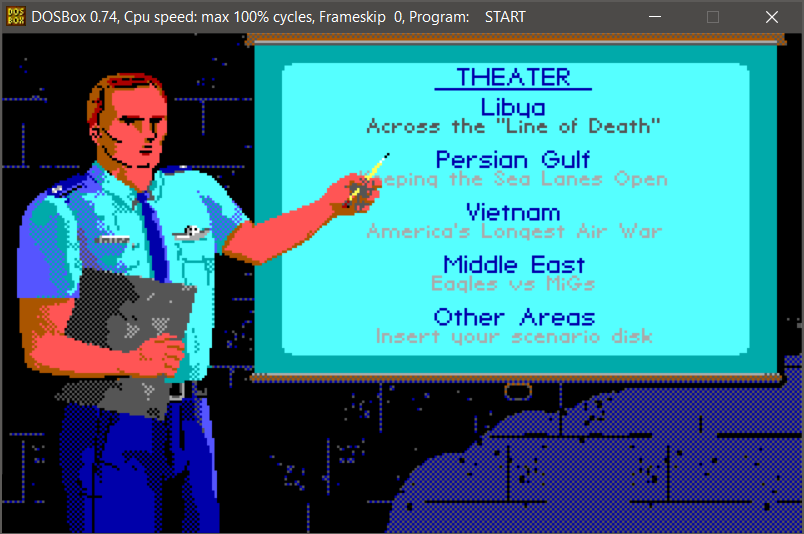 DOSBox 0.74, Cpu speed: max 100% cycles, Frameskip 0, Program: START
THEATER
Libya
Across the "Line of Death"
Persian Gulf
eeping the Sea Lanes Open
Vietnam
America's Longest Air War
Middle East
Eagles vs MiGs
Other Areas
Insert your scenario disk